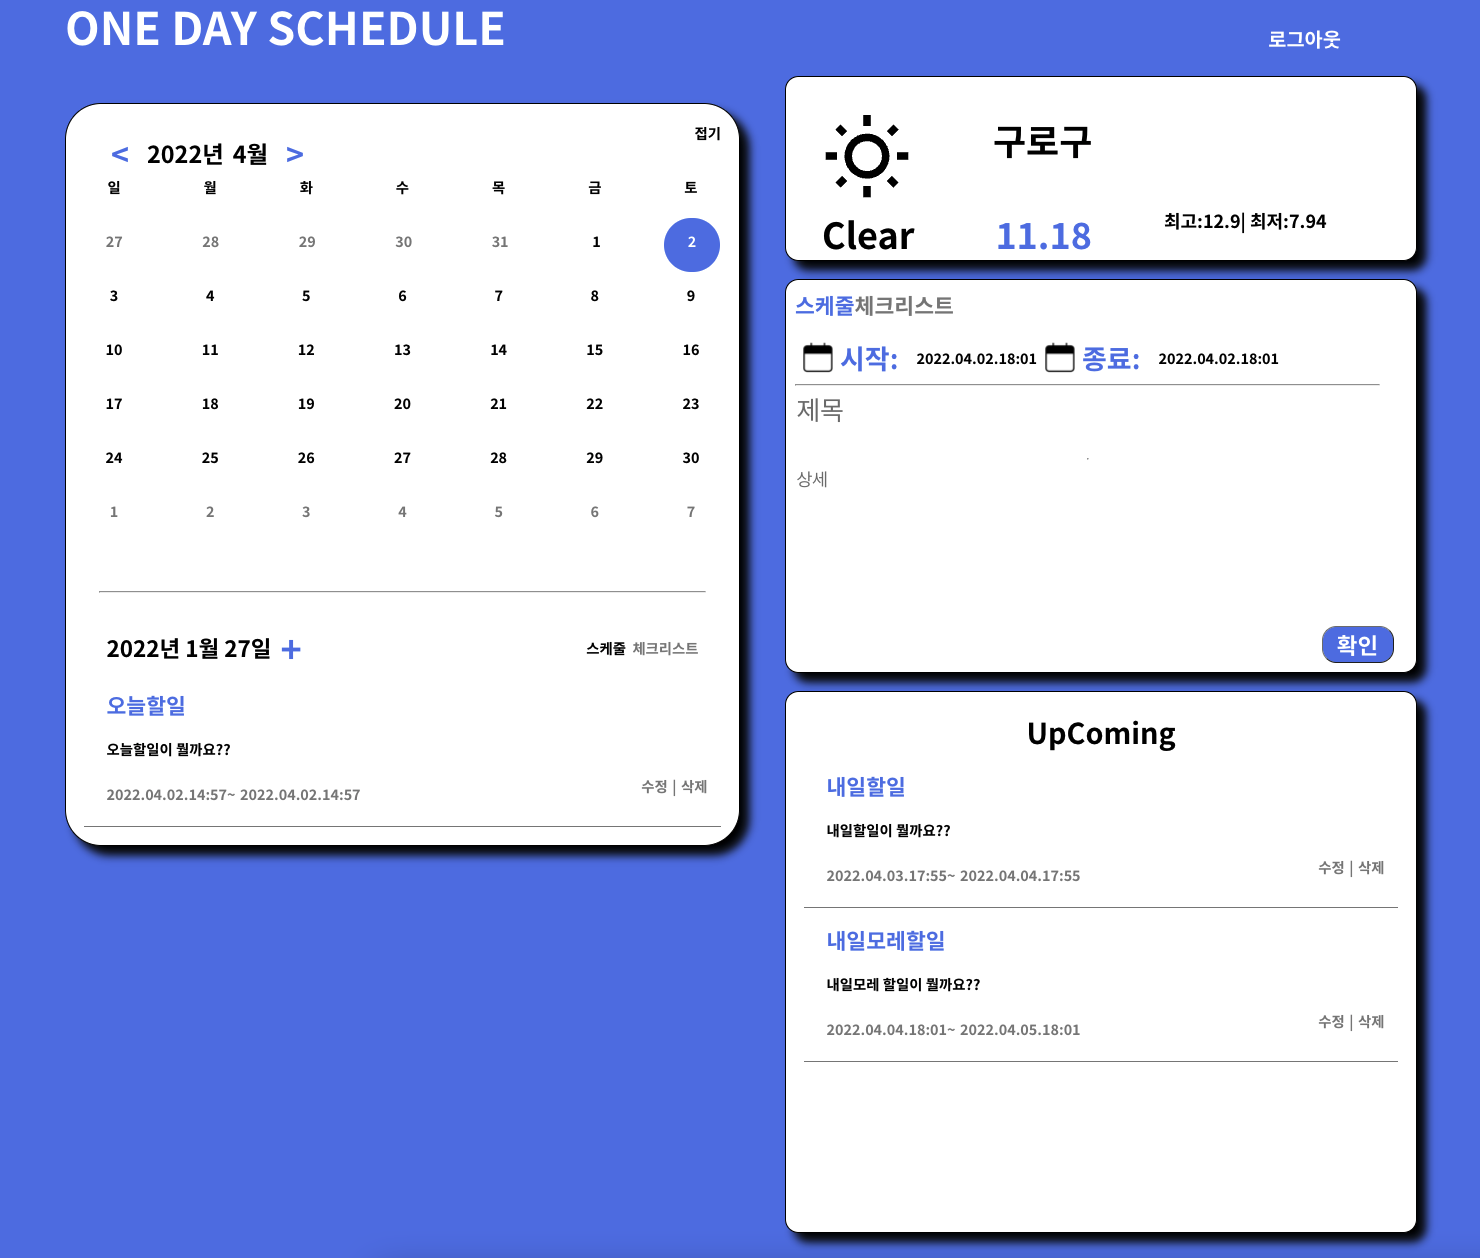 ONE DAY SCHEDULE
로그아웃
접기
< 2022년 4월 >
일 월 화 수 목 금 토
27 28 29 30 31 1 2
3 4 5 6 7 8 9
10 11 12 13 14 15 16
17 18 19 20 21 22 23
24 25 26 27 28 29 30
1 2 3 4 5 6 7
2022년 1월 27일 +
스케줄 체크리스트
오늘할일
오늘할일이 뭘까요??
2022.04.02.14:57~ 2022.04.02.14:57
수정 | 삭제
구로구
Clear
11.18
최고:12.9| 최저:7.94
스케줄체크리스트
시작: 2022.04.02.18:01 종료: 2022.04.02.18:01
제목
상세
확인
UpComing
내일할일
내일할일이 뭘까요??
2022.04.03.17:55~ 2022.04.04.17:55
수정 | 삭제
내일모레할일
내일모레 할일이 뭘까요??
2022.04.04.18:01~ 2022.04.05.18:01
수정 | 삭제